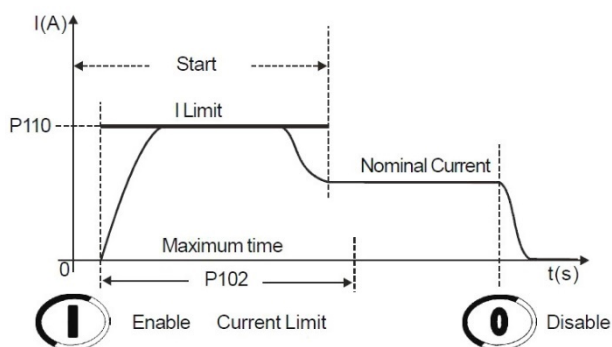 I(A)
Start
I Limit
P110
Nominal Current
Maximum time
0
t(s)
P102
I Enable Current Limit
0 Disable